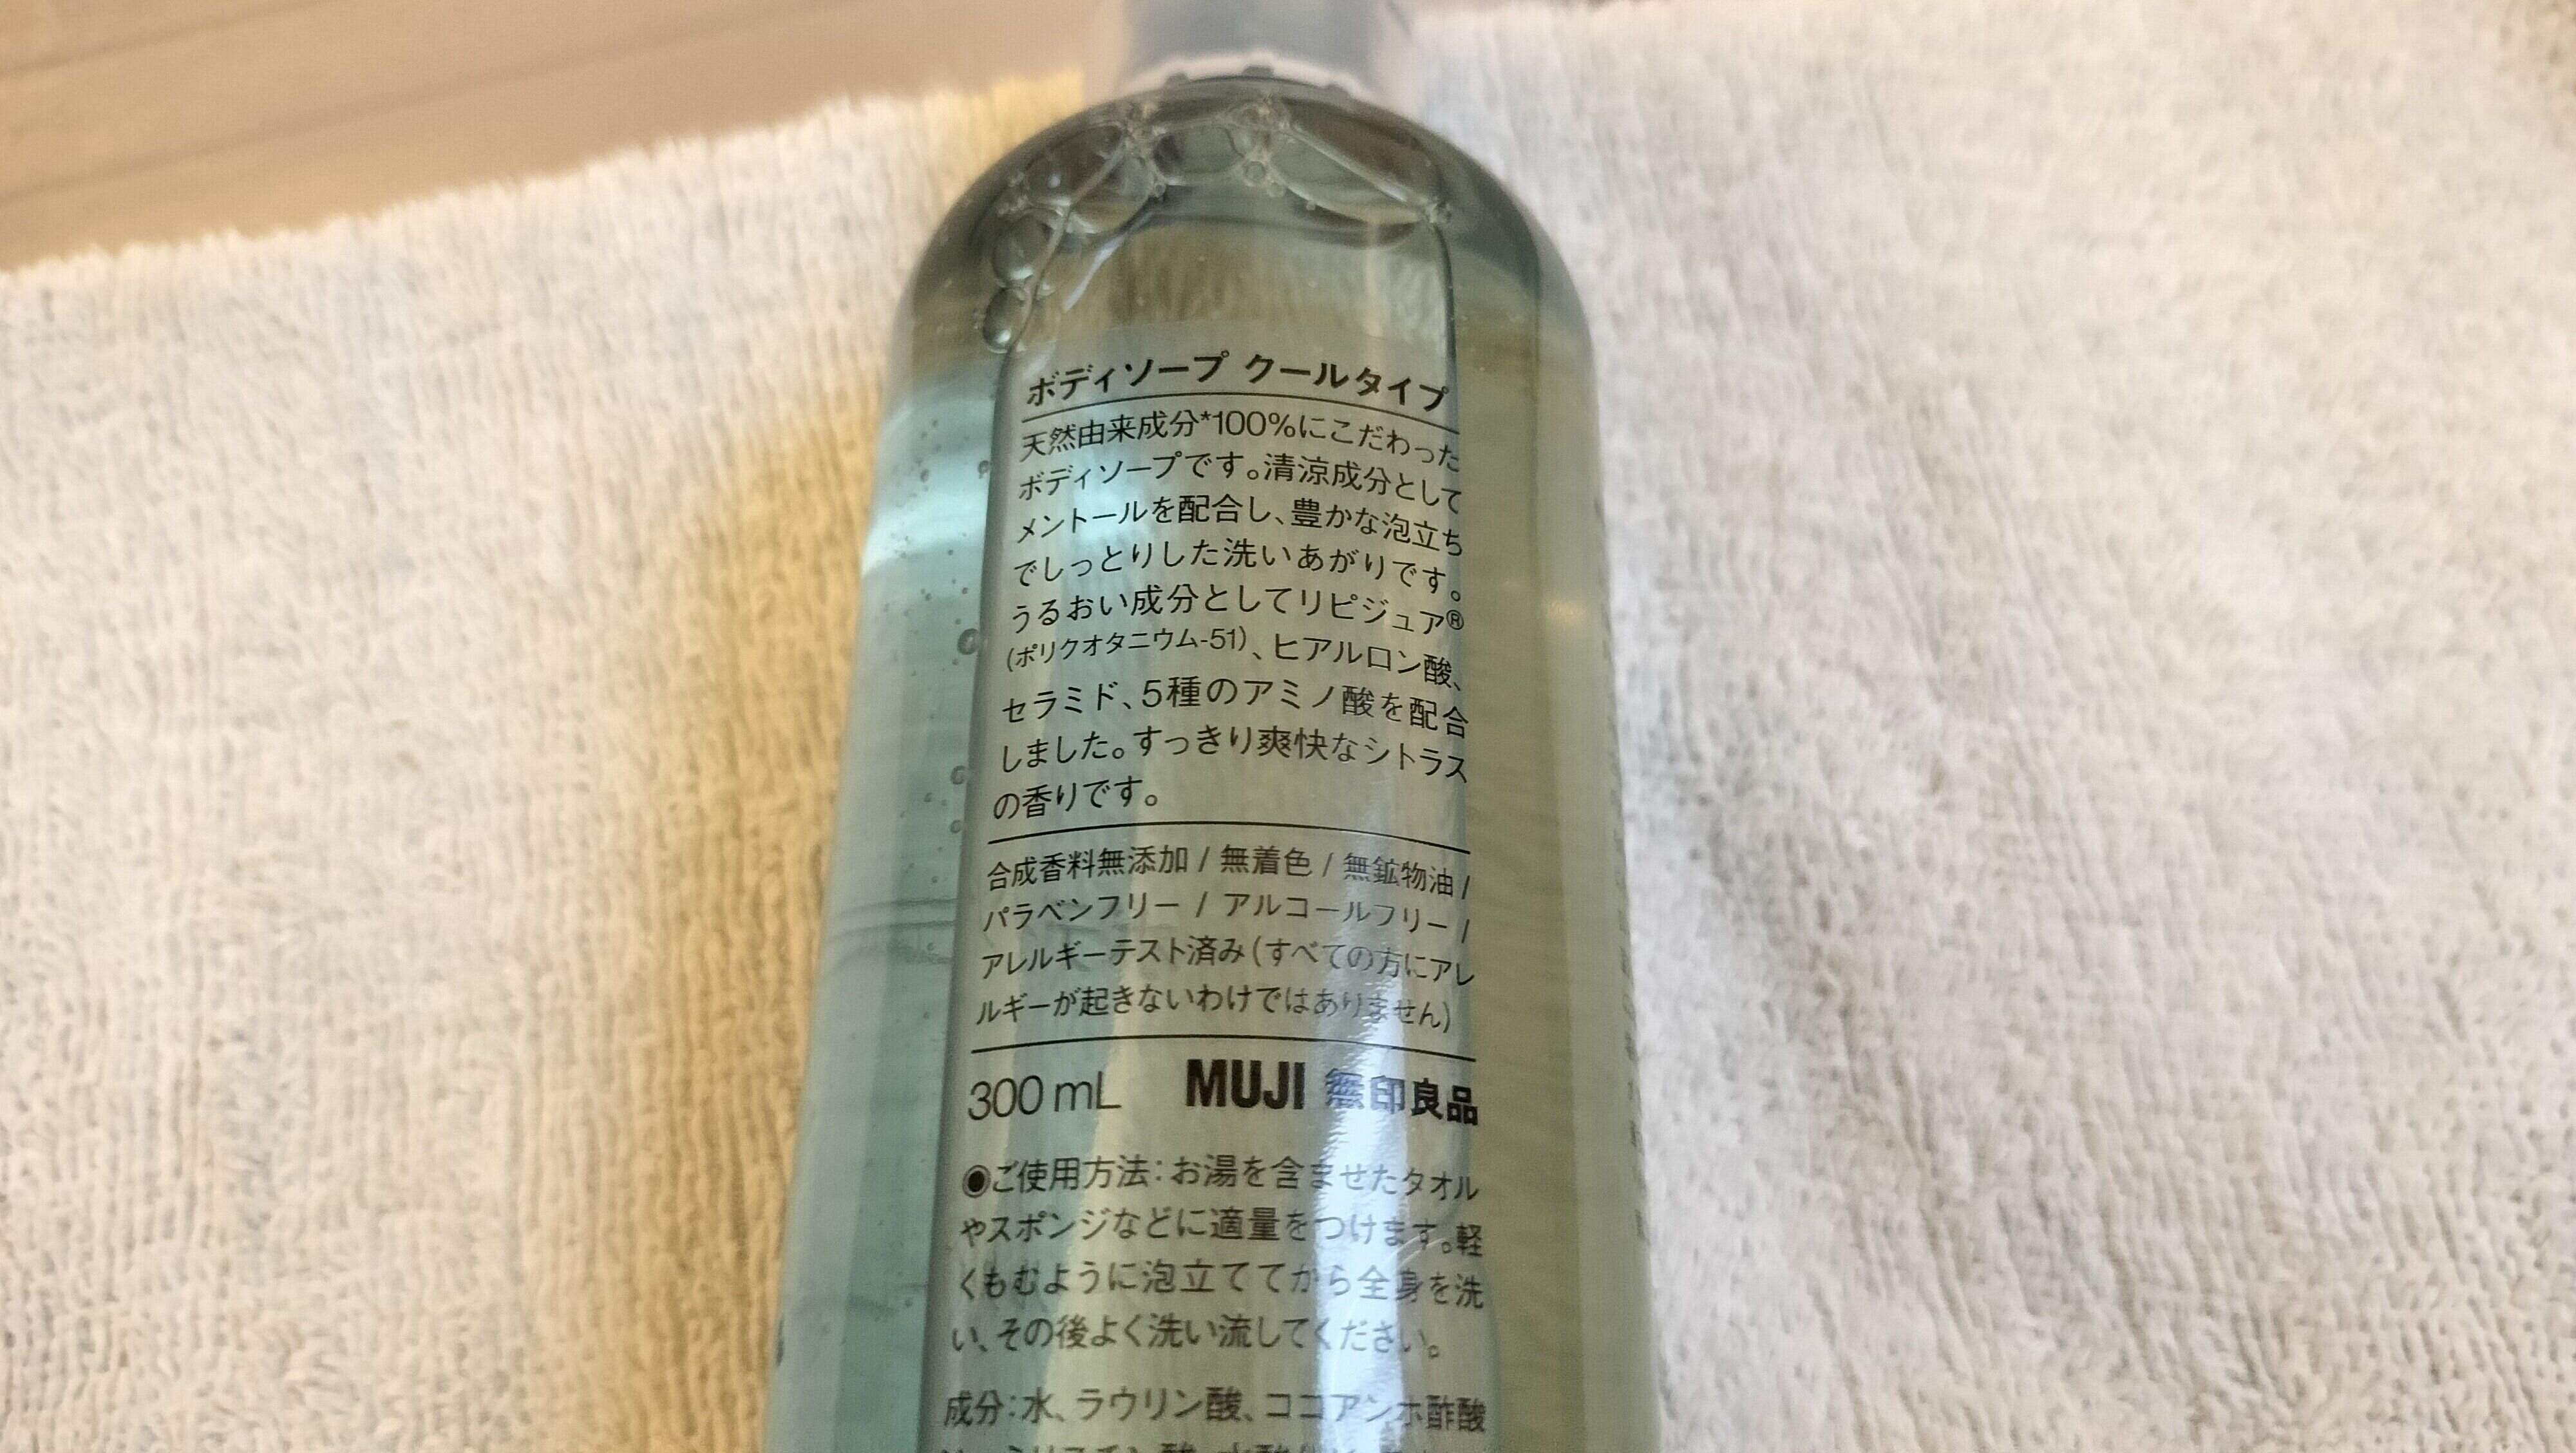 ボディソープ クールタイプ
天然由来成分*100%にこだわった
ボディソープです。清涼成分として
メントールを配合し、豊かな泡立ち
でしっとりした洗いあがりです。
うるおい成分としてリピジュア®
(ポリクオタニウム-51)、ヒアルロン酸、
セラミド、5種のアミノ酸を配合
しました。すっきり爽快なシトラス
の香りです。
合成香料無添加 / 無着色 / 無鉱物油 /
パラベンフリー / アルコールフリー /
アレルギーテスト済み(すべての方にアレ
ルギーが起きないわけではありません)
300 mL MUJI 無印良品
◉ご使用方法：お湯を含ませたタオル
やスポンジなどに適量をつけます。軽
くもむように泡立ててから全身を洗
い、その後よく洗い流してください。
成分：水、ラウリン酸、ココアンホ酢酸